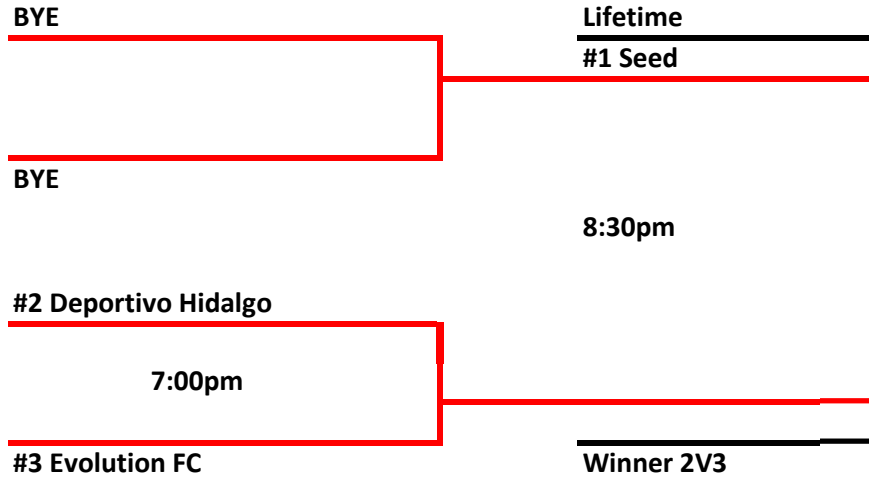 BYE
Lifetime
#1 Seed
BYE
8:30pm
#2 Deportivo Hidalgo
7:00pm
#3 Evolution FC
Winner 2V3